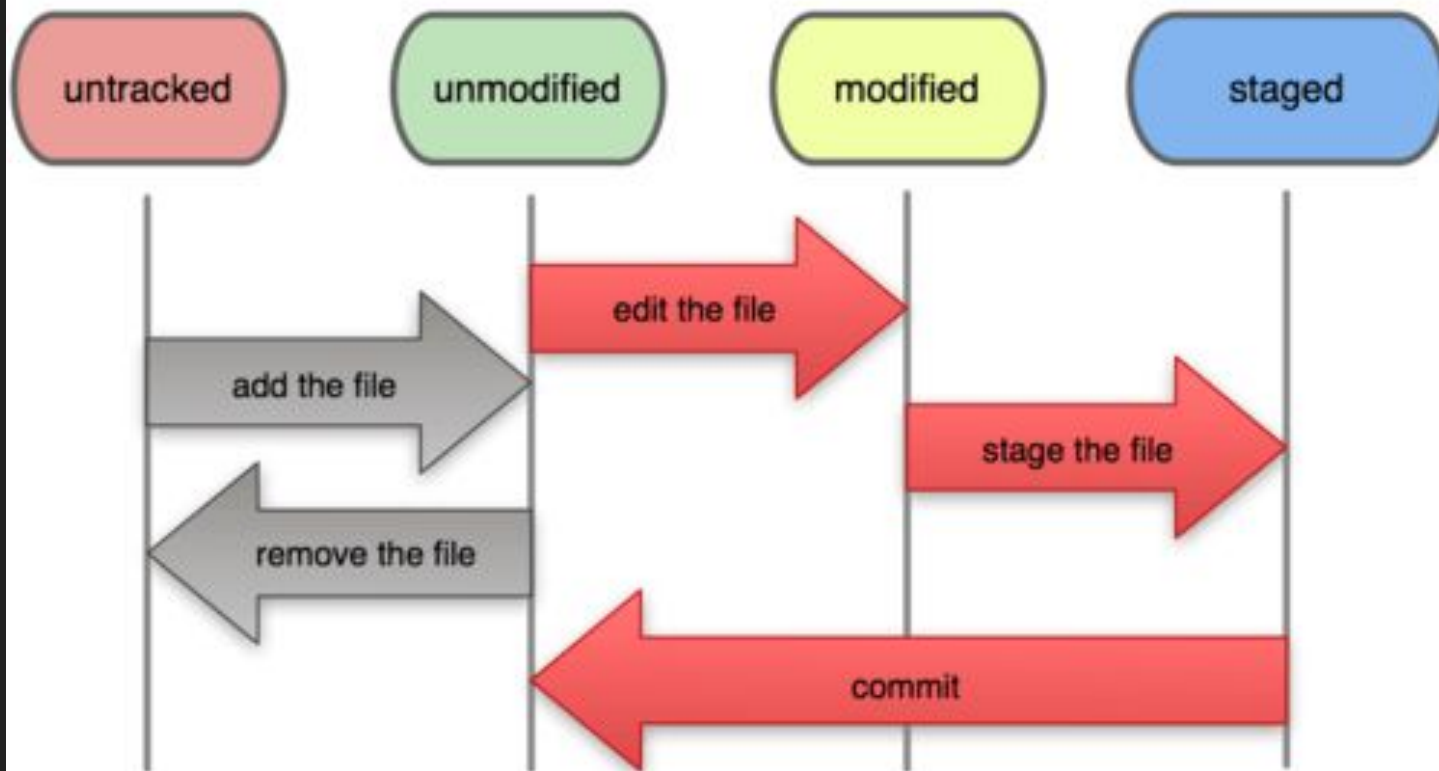 untracked
unmodified
modified
staged
edit the file
add the file
stage the file
remove the file
commit